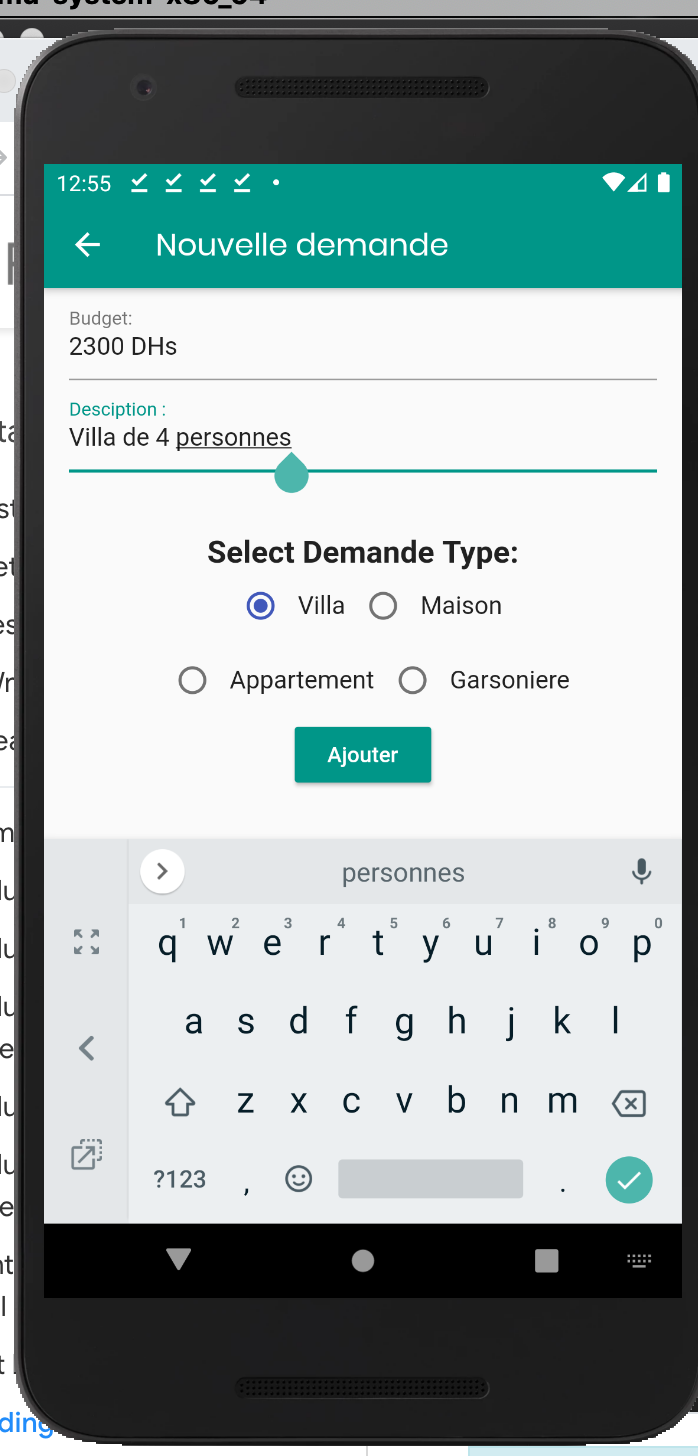 12:55
Nouvelle demande
Budget:
2300 DHs
Desciption :
Villa de 4 personnes
Select Demande Type:
Villa Maison
Appartement Garsoniere
Ajouter
personnes
1 2 3 4 5 6 7 8 9 0
q w e r t y u i o p
a s d f g h j k l
z x c v b n m
?123 , .
ding